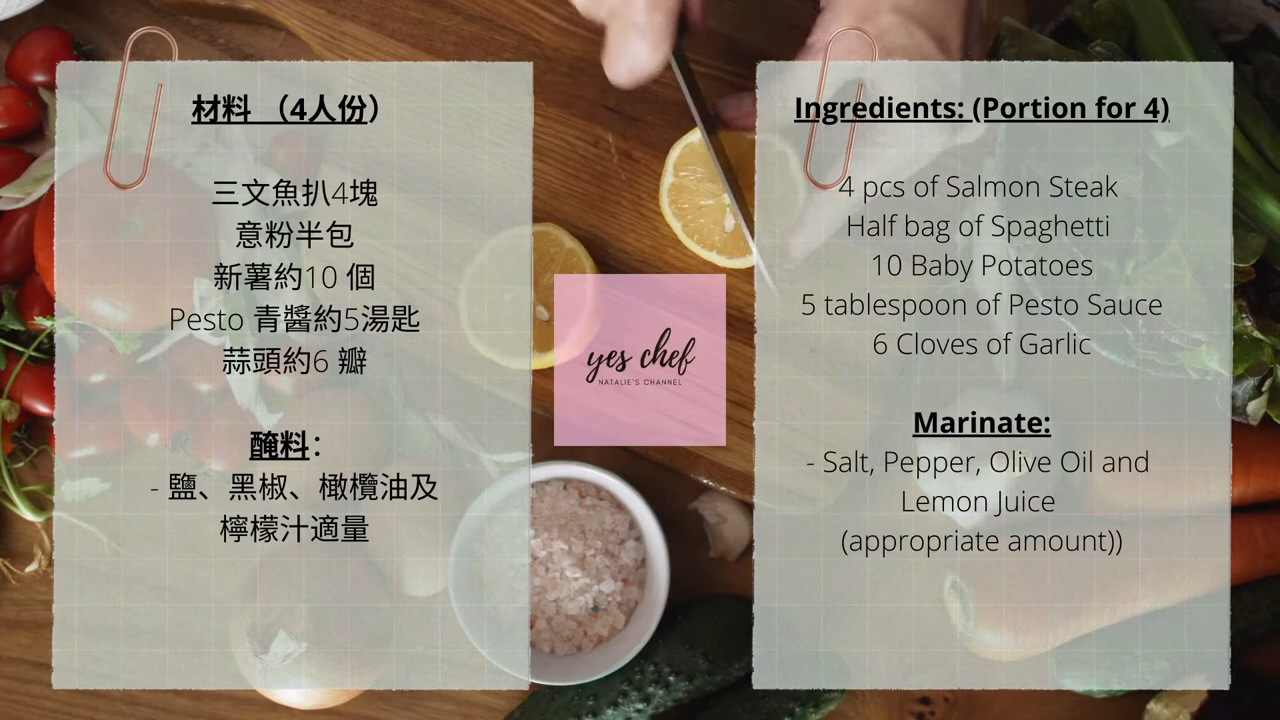 材料 （4人份）
三文魚扒4塊
意粉半包
新薯約10 個
Pesto 青醬約5湯匙
蒜頭約6 瓣
醃料：
- 鹽、黑椒、橄欖油及
檸檬汁適量
yes chef
NATALIE'S CHANNEL
Ingredients: (Portion for 4)
4 pcs of Salmon Steak
Half bag of Spaghetti
10 Baby Potatoes
5 tablespoon of Pesto Sauce
6 Cloves of Garlic
Marinate:
- Salt, Pepper, Olive Oil and
Lemon Juice
(appropriate amount))